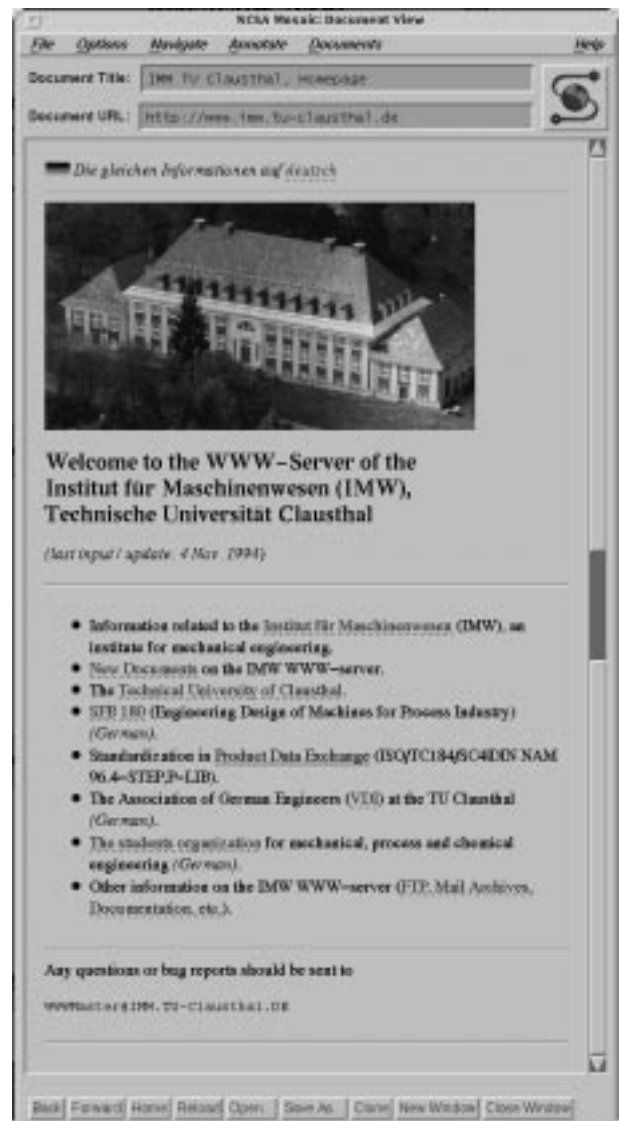 NCSA Mosaic: Document View
File Options Navigate Annotate Documents Help
Document Title: IMW TU Clausthal, Homepage
Document URL: http://www.imw.tu-clausthal.de
Die gleichen Informationen auf deutsch
Welcome to the WWW-Server of the
Institut für Maschinenwesen (IMW),
Technische Universität Clausthal
(last input / update: 4 Nov. 1994)
Information related to the Institut für Maschinenwesen (IMW), an
institute for mechanical engineering.
New Documents on the IMW WWW-server.
The Technical University of Clausthal.
SFB 180 (Engineering Design of Machines for Process Industry)
(German).
Standardization in Product Data Exchange (ISO/TC184/SC4/DIN NAM
96.4-STEP,P-LIB).
The Association of German Engineers (VDI) at the TU Clausthal
(German).
The students organization for mechanical, process and chemical
engineering (German).
Other information on the IMW WWW-server (FTP, Mail Archives,
Documentation, etc.).
Any questions or bug reports should be sent to
WWWMaster@IMW.TU-Clausthal.DE
Back Forward Home Reload Open... Save As... Clone New Window Close Window